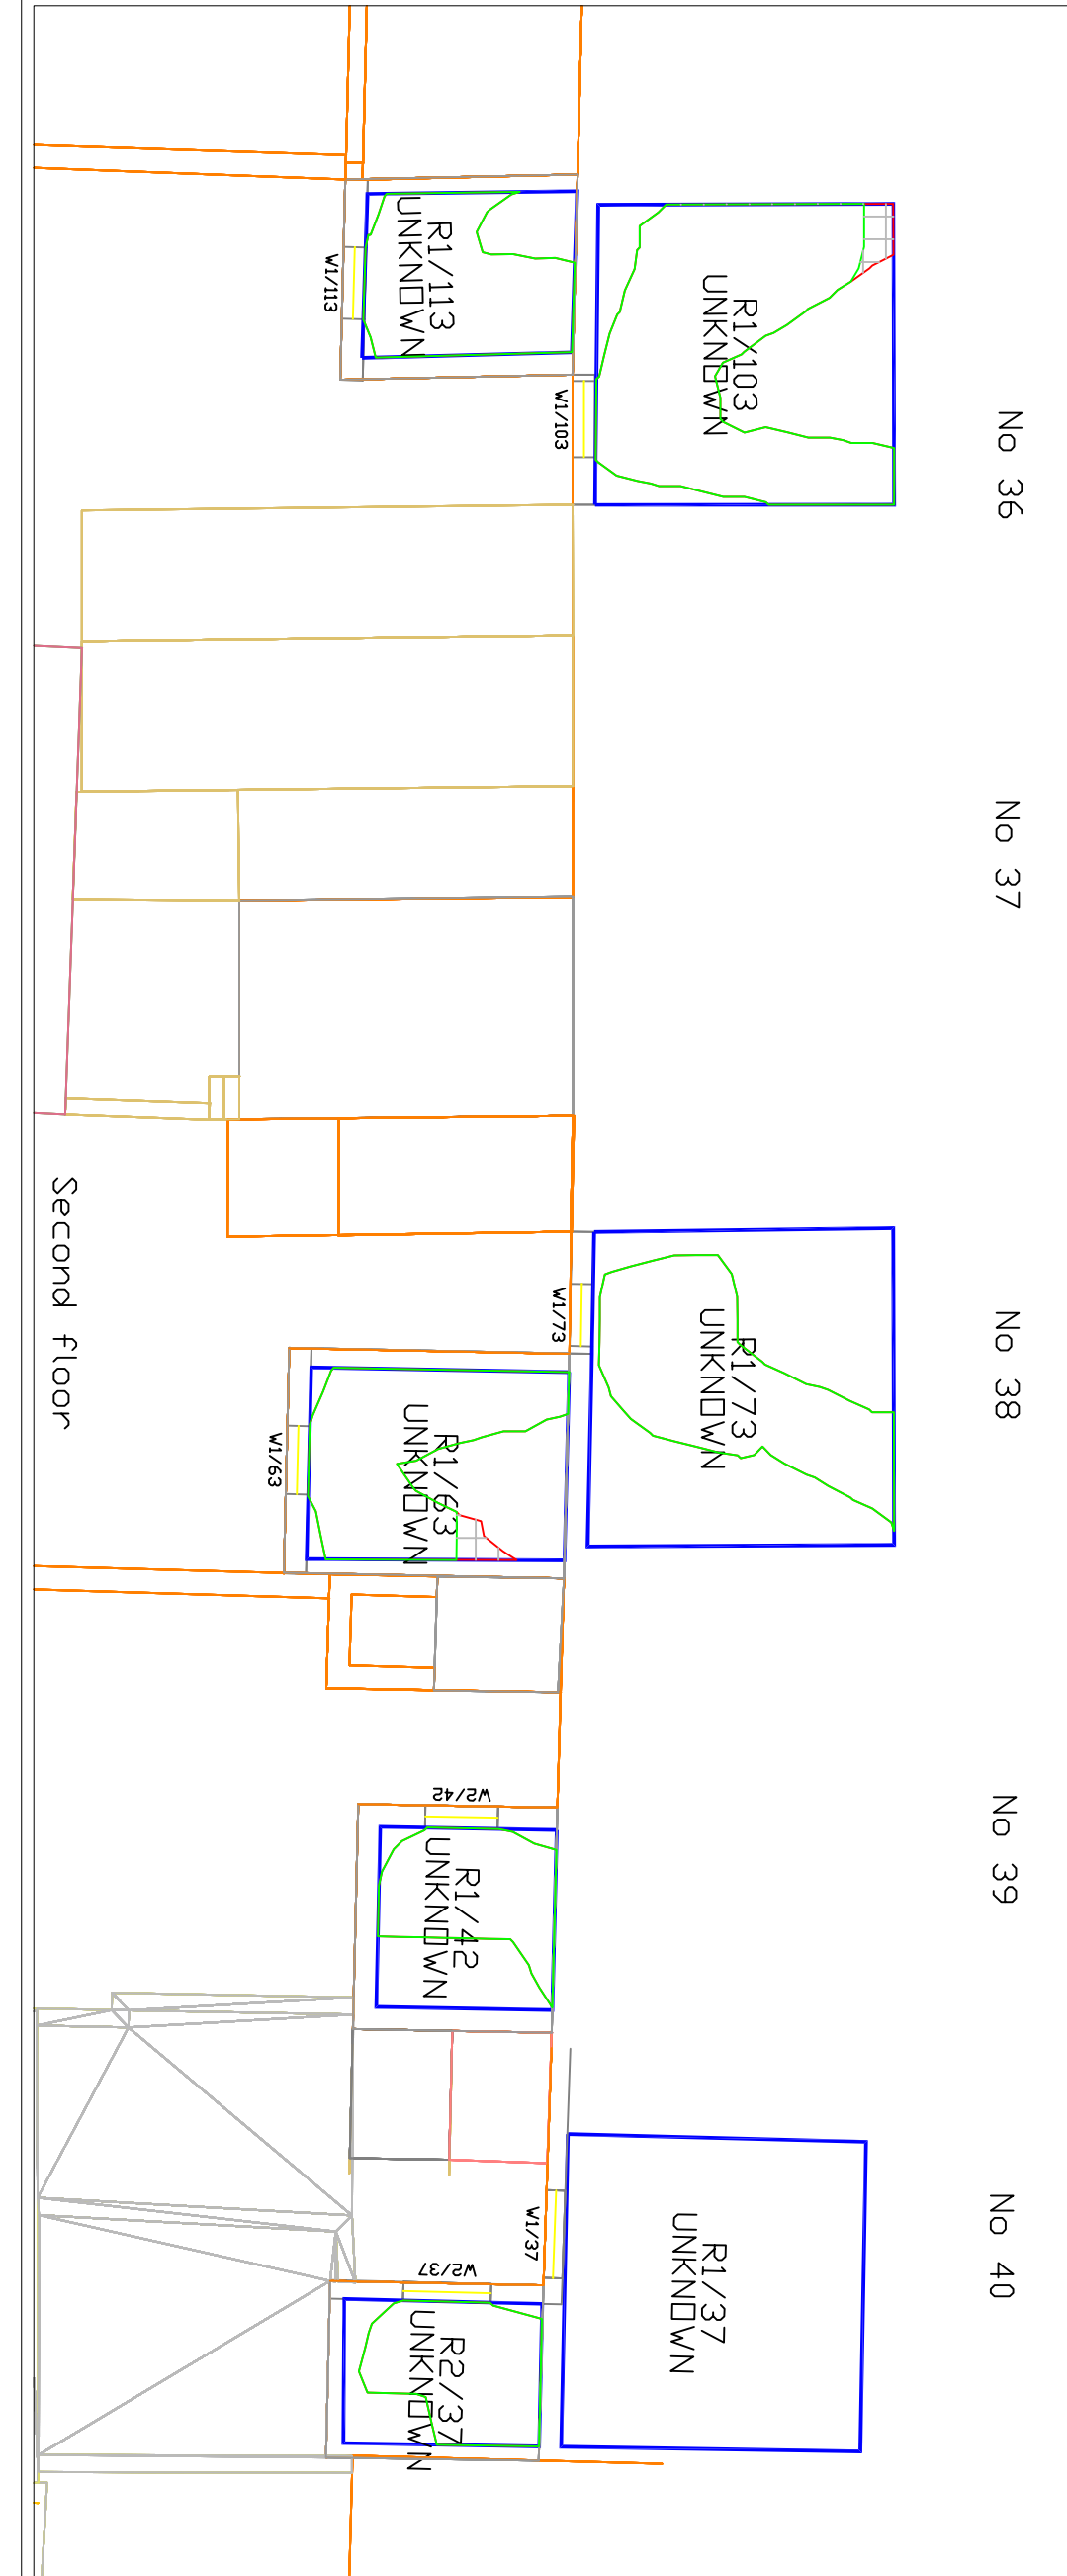 No 36
R1/103
UNKNOWN
W1/103
R1/113
UNKNOWN
W1/113
No 37
No 38
R1/73
UNKNOWN
W1/73
R1/63
UNKNOWN
W1/63
Second floor
No 39
W2/42
R1/42
UNKNOWN
No 40
R1/37
UNKNOWN
W1/37
W2/37
R2/37
UNKNOWN